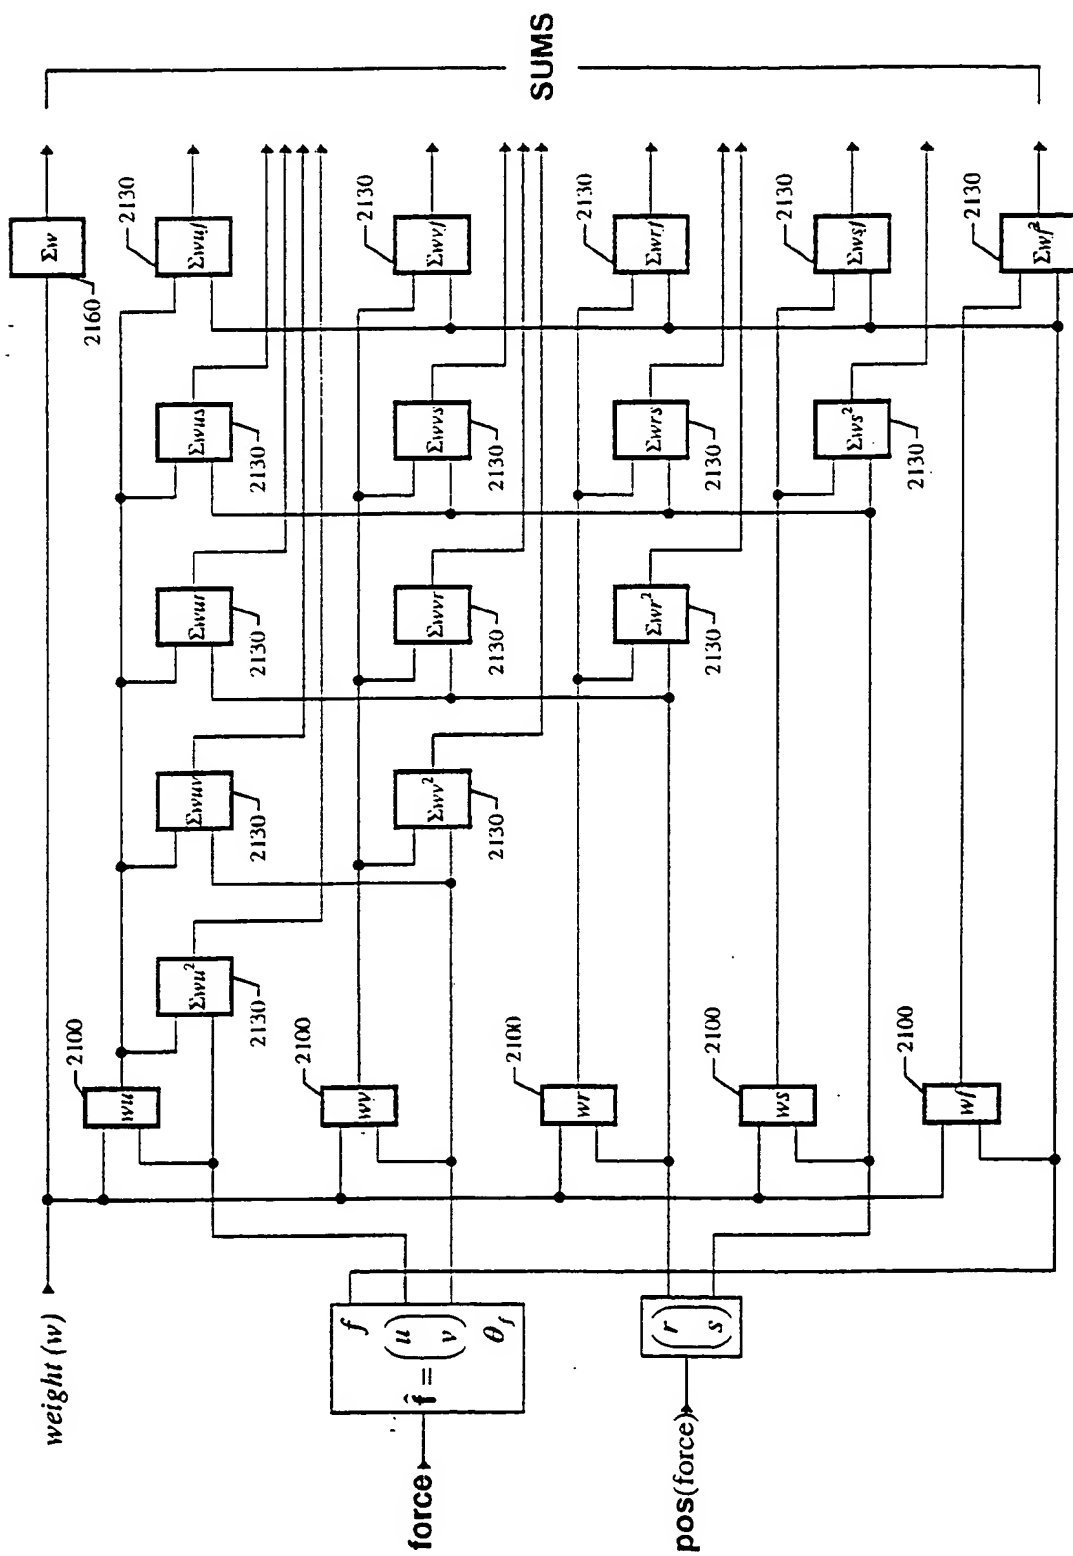 weight (w)
force
f̂ =
f
(u
v)
θ_f
pos(force)
(r
s)
2100
wu
2100
wv
2100
wr
2100
ws
2100
wf
Σw
2160
Σwu²
2130
Σwuv
2130
Σwur
2130
Σwus
2130
Σwuf
2130
Σwv²
2130
Σwvr
2130
Σwvs
2130
Σwvf
2130
Σwr²
2130
Σwrs
2130
Σwrf
2130
Σws²
2130
Σwsf
2130
Σwf²
2130
SUMS